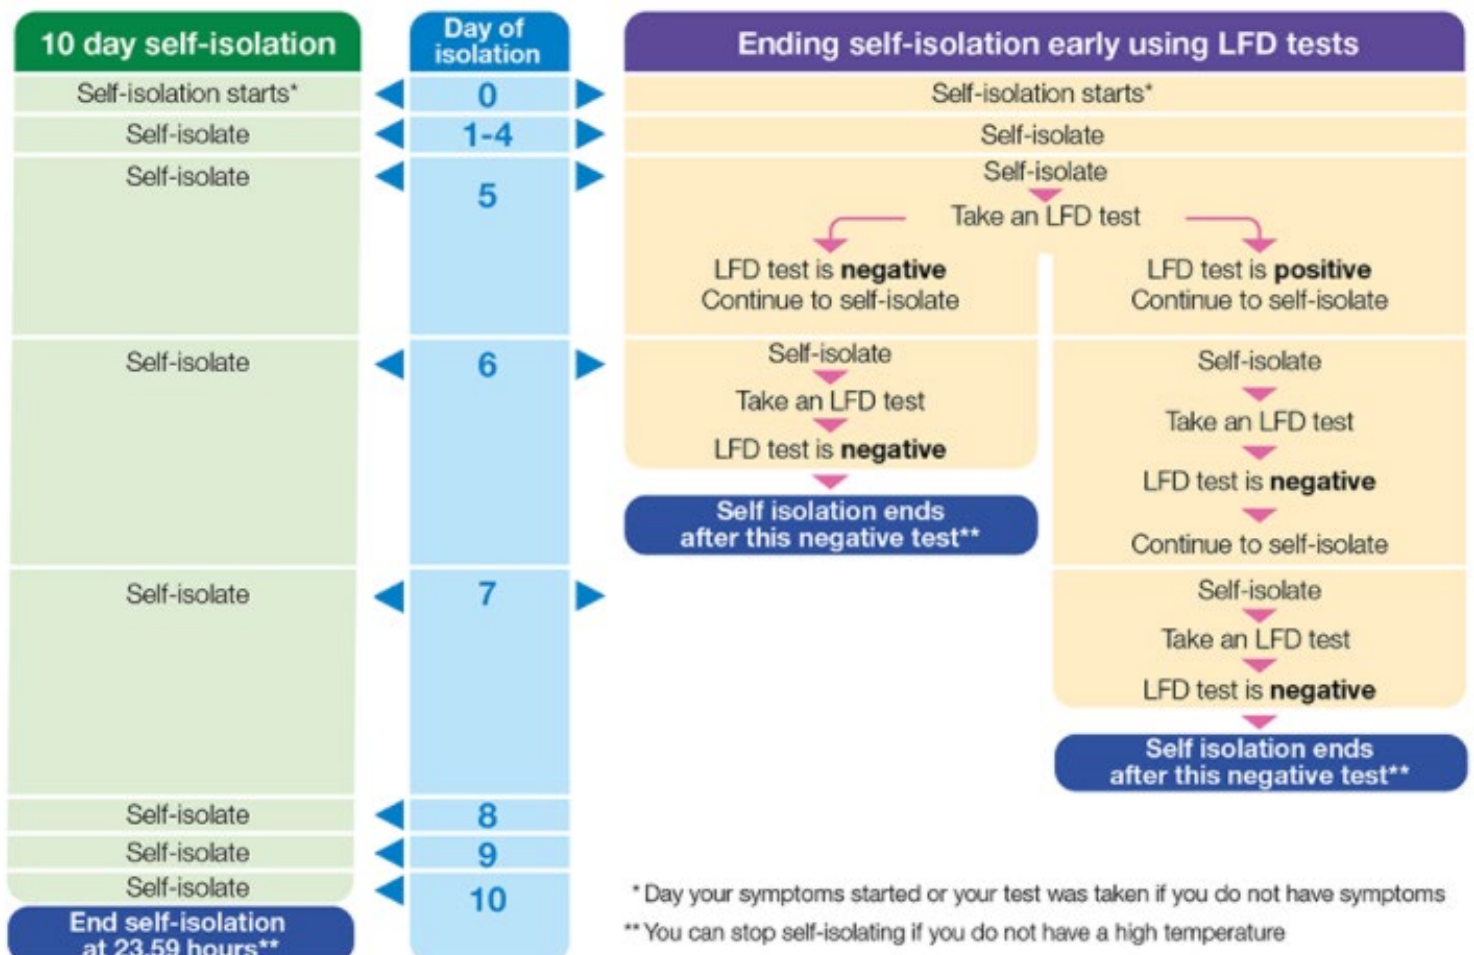 10 day self-isolation
Self-isolation starts*
Self-isolate
Self-isolate
Self-isolate
Self-isolate
Self-isolate
Self-isolate
Self-isolate
End self-isolation
at 23.59 hours**
Day of
isolation
0
1-4
5
6
7
8
9
10
Ending self-isolation early using LFD tests
Self-isolation starts*
Self-isolate
Self-isolate
Take an LFD test
LFD test is negative
Continue to self-isolate
Self-isolate
Take an LFD test
LFD test is negative
Self isolation ends
after this negative test**
LFD test is positive
Continue to self-isolate
Self-isolate
Take an LFD test
LFD test is negative
Continue to self-isolate
Self-isolate
Take an LFD test
LFD test is negative
Self isolation ends
after this negative test**
* Day your symptoms started or your test was taken if you do not have symptoms
** You can stop self-isolating if you do not have a high temperature